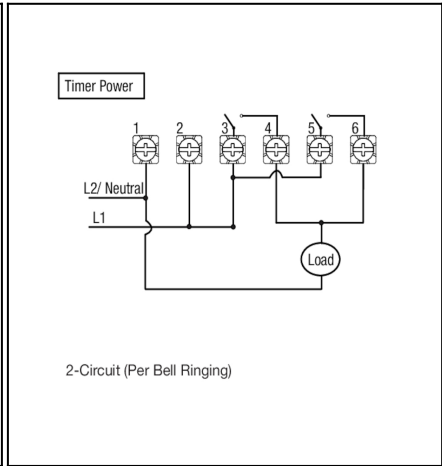 Timer Power
1 2 3 4 5 6
L2/ Neutral
L1
Load
2-Circuit (Per Bell Ringing)